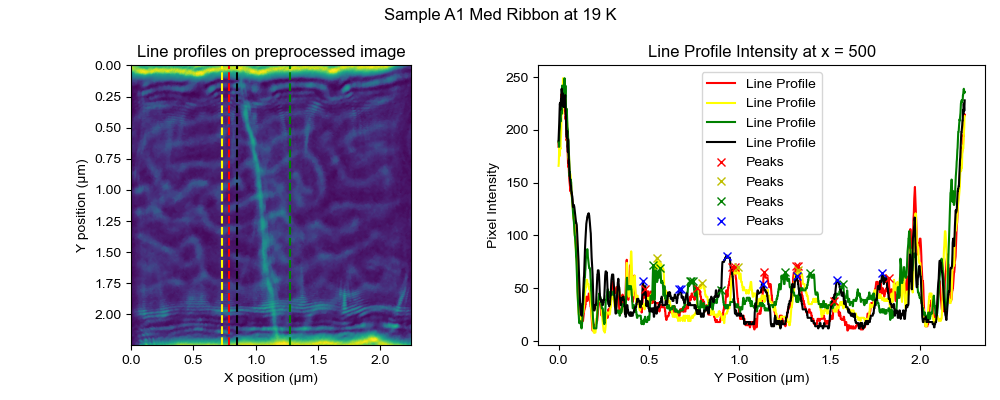 Sample A1 Med Ribbon at 19 K
Line profiles on preprocessed image
0.00
0.25
0.50
0.75
1.00
1.25
1.50
1.75
2.00
Y position (μm)
0.0
0.5
1.0
1.5
2.0
X position (μm)
Line Profile Intensity at x = 500
250
200
150
100
50
0
Pixel Intensity
0.0
0.5
1.0
1.5
2.0
Y Position (μm)
Line Profile
Line Profile
Line Profile
Line Profile
Peaks
Peaks
Peaks
Peaks